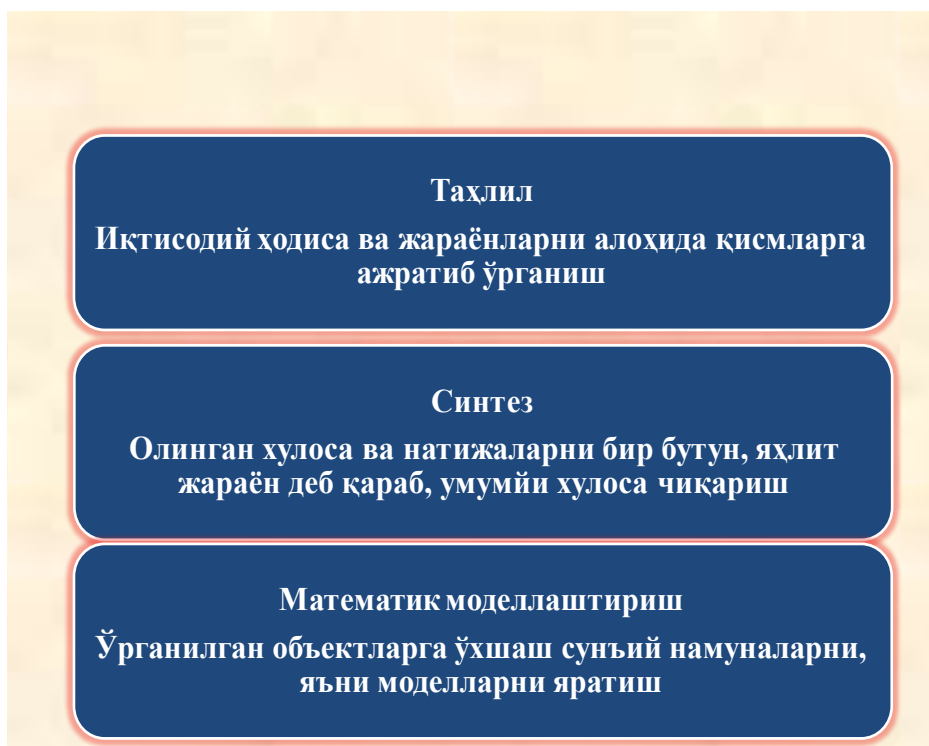 Таҳлил
Иқтисодий ҳодиса ва жараёнларни алоҳида қисмларга
ажратиб ўрганиш
Синтез
Олинган хулоса ва натижаларни бир бутун, яҳлит
жараён деб қараб, умумйи хулоса чиқариш
Математик моделлаштириш
Ўрганилган объектларга ўхшаш сунъий намуналарни,
яъни моделларни яратиш